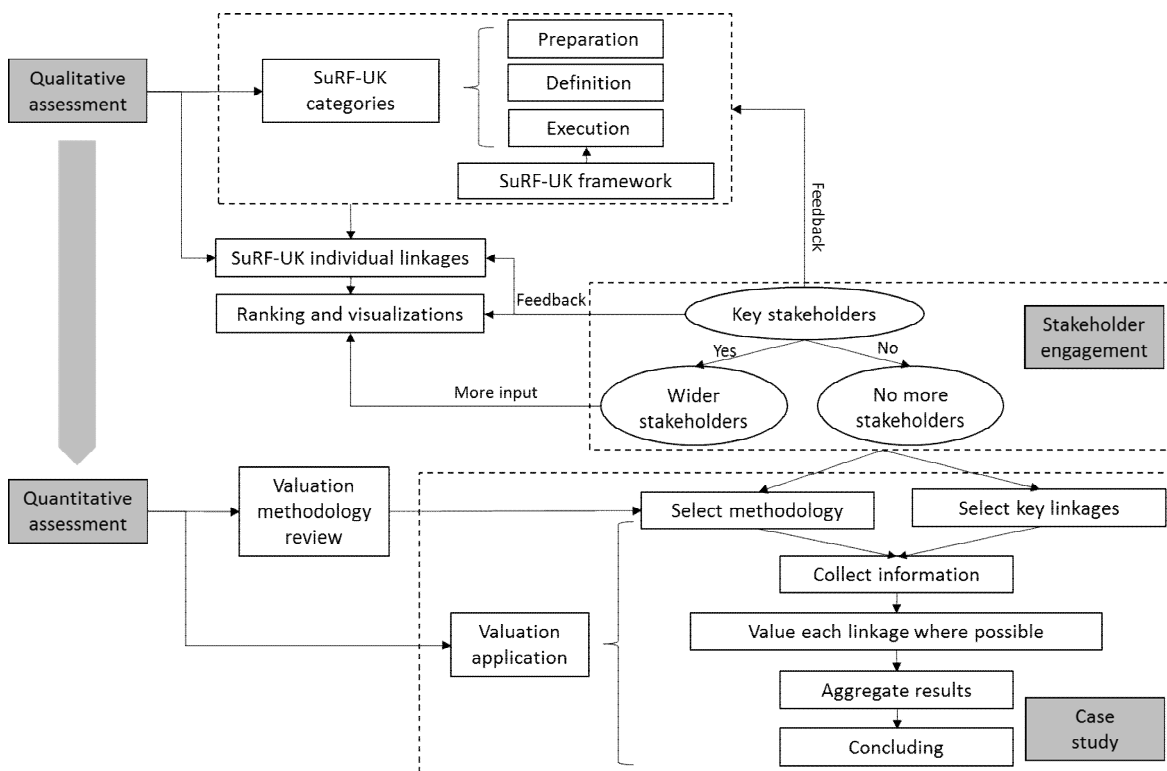 Preparation
Qualitative
assessment
SuRF-UK
categories
Definition
Execution
SuRF-UK framework
Feedback
SuRF-UK individual linkages
Ranking and visualizations
Feedback
Key stakeholders
Stakeholder
engagement
Yes
No
More input
Wider
stakeholders
No more
stakeholders
Quantitative
assessment
Valuation
methodology
review
Select methodology
Select key linkages
Collect information
Valuation
application
Value each linkage where possible
Aggregate results
Concluding
Case
study